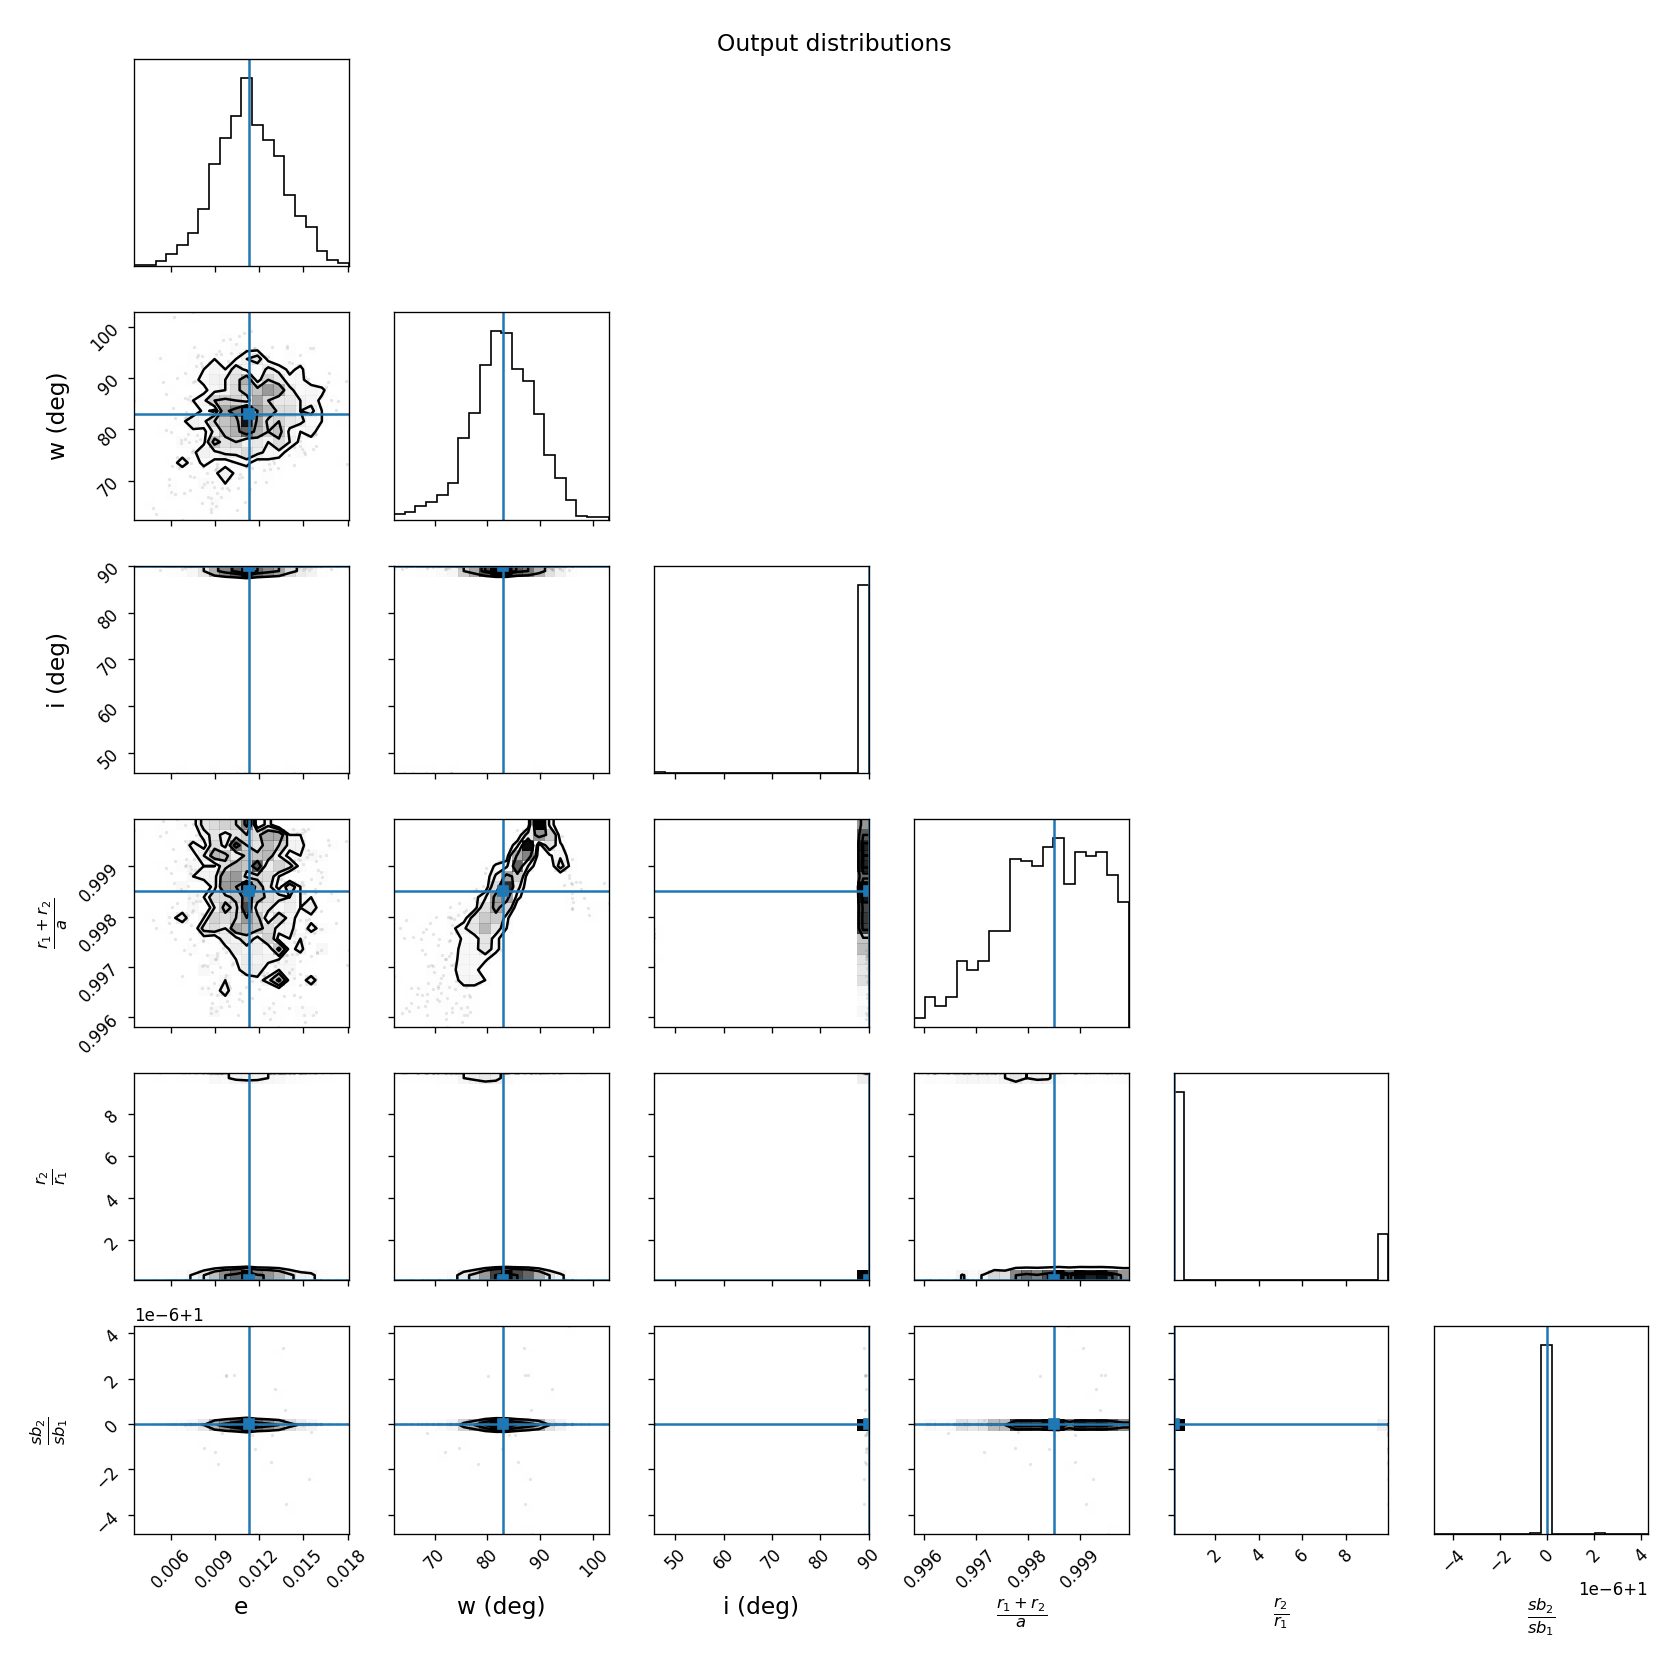 Output distributions
w (deg)
100
90
80
70
i (deg)
90
80
70
60
50
r₁ + r₂
a
0.999
0.998
0.997
0.996
r₂
r₁
8
6
4
2
1e−6+1
sb₂
sb₁
4
2
0
−2
−4
0.006 0.009 0.012 0.015 0.018
70 80 90 100
50 60 70 80 90
0.996 0.997 0.998 0.999
2 4 6 8
−4 −2 0 2 4
1e−6+1
e
w (deg)
i (deg)
r₁ + r₂
a
r₂
r₁
sb₂
sb₁